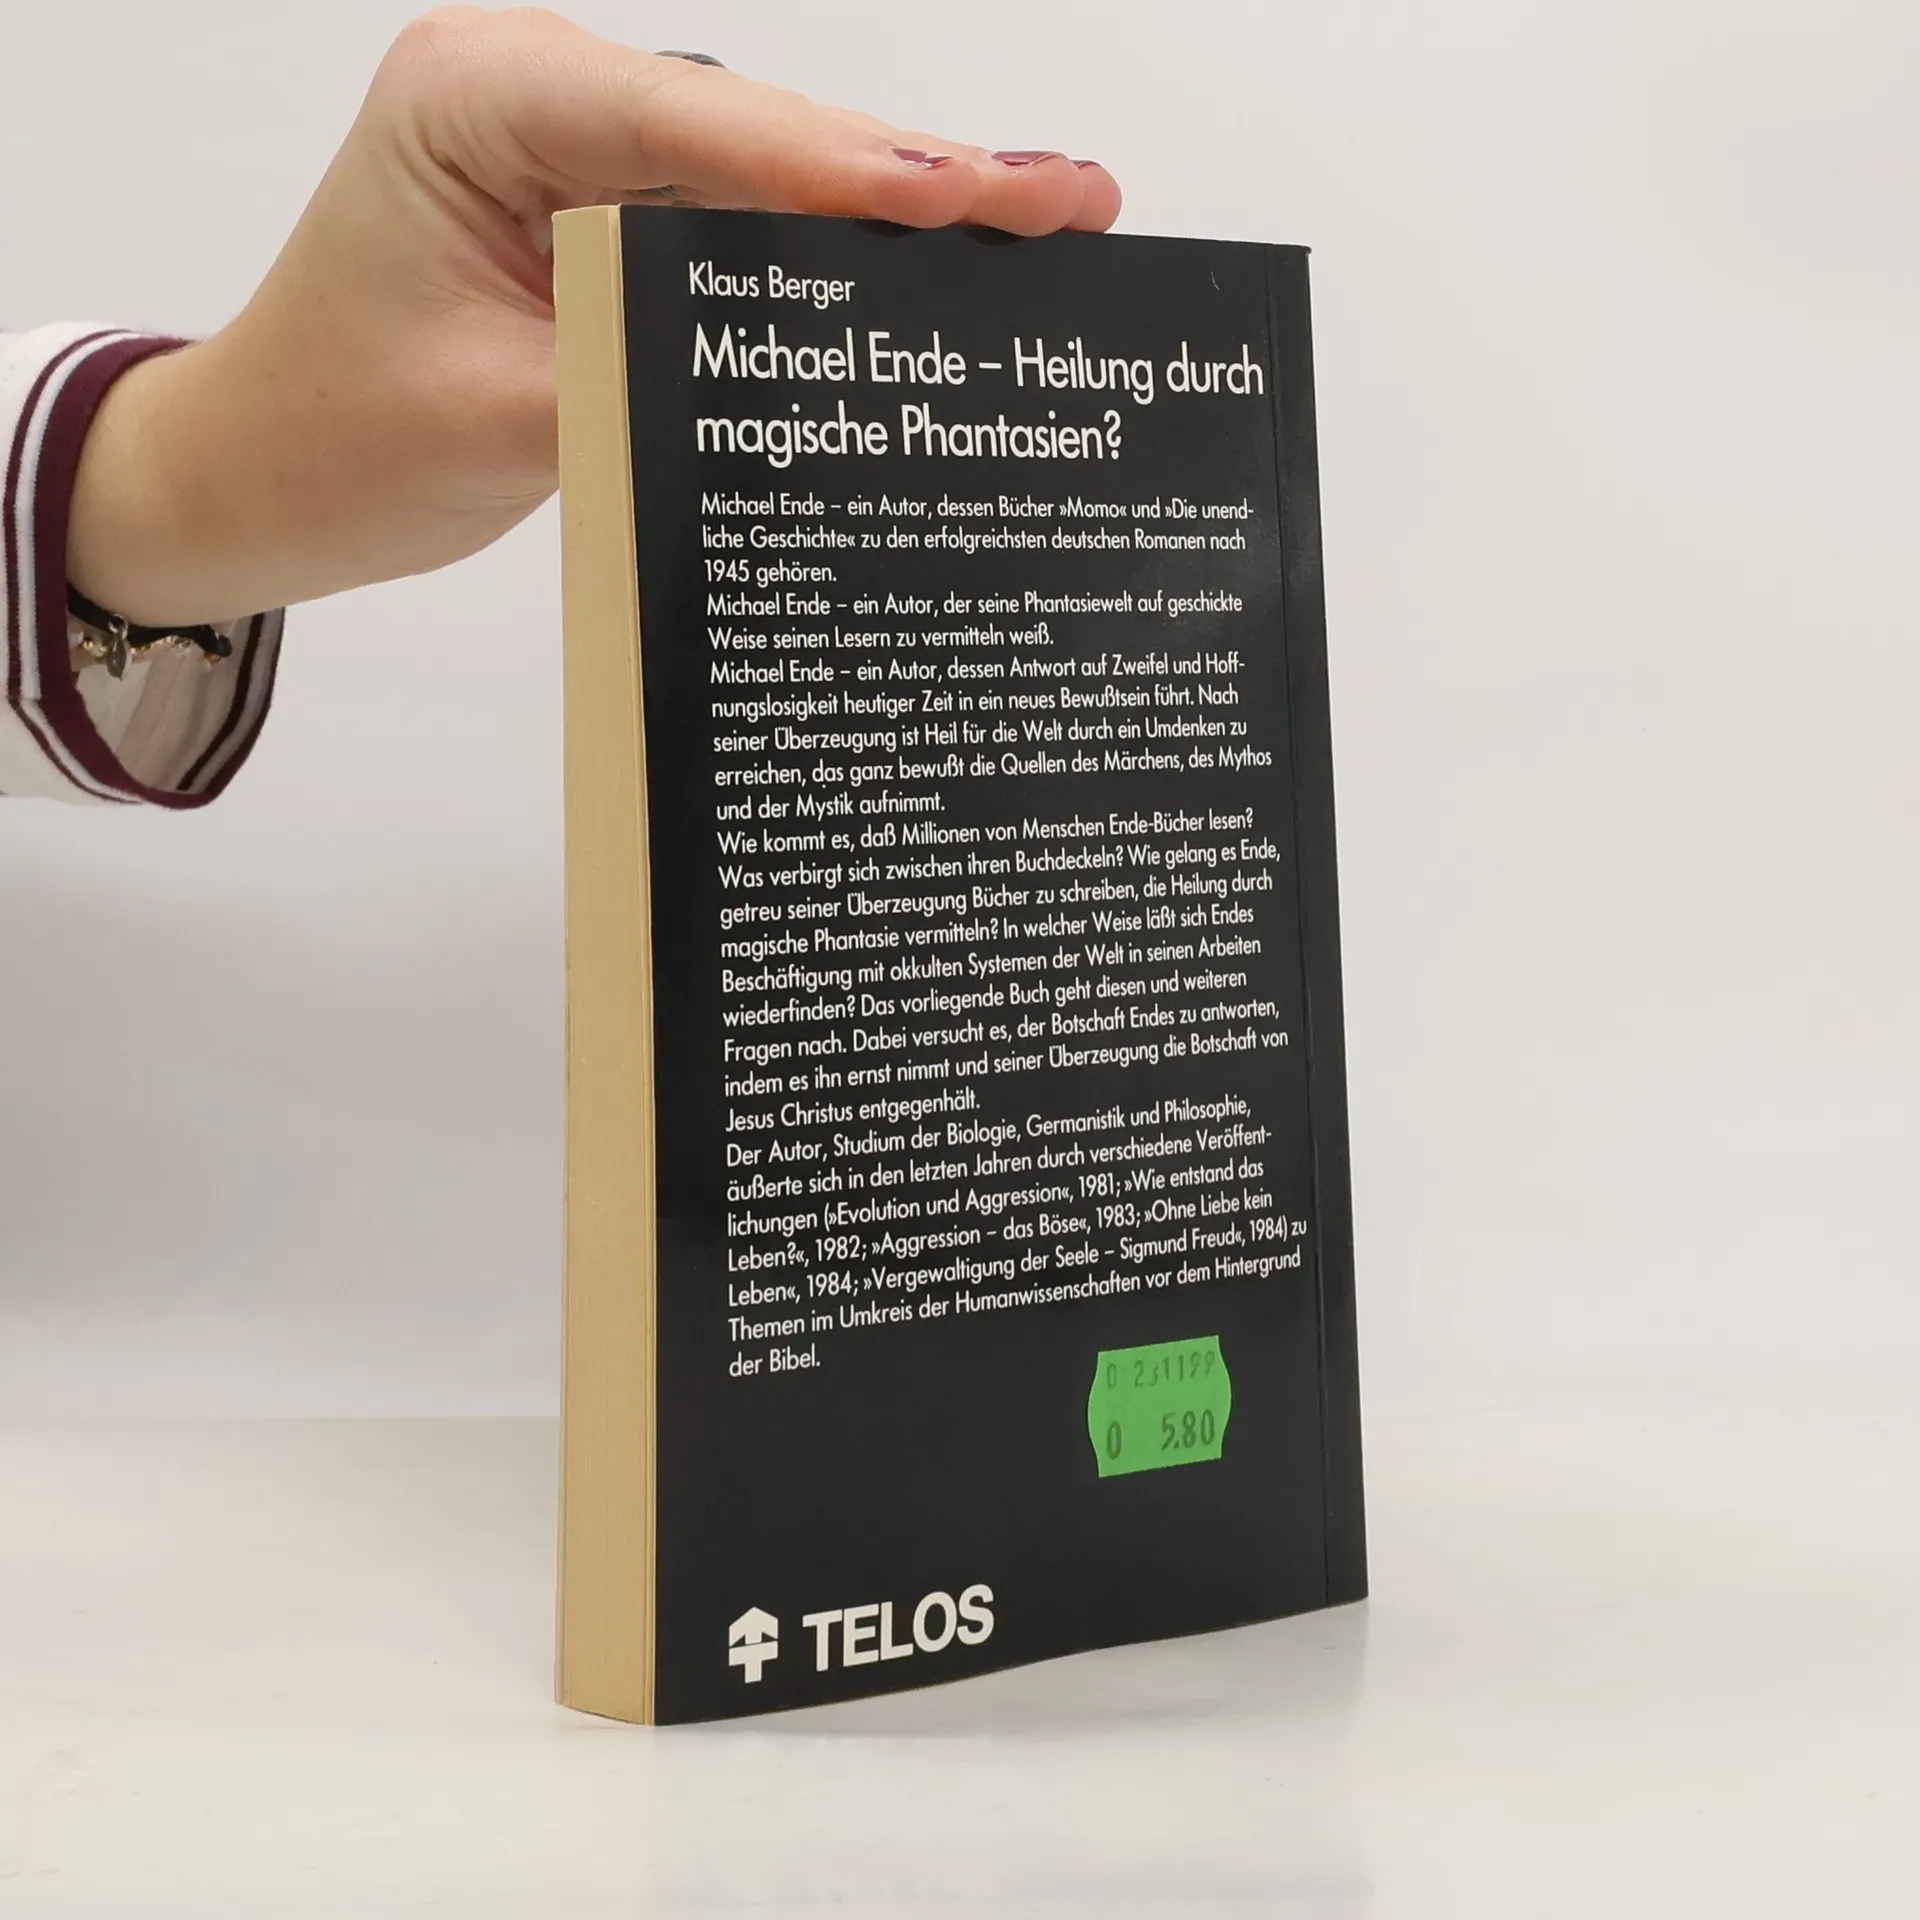 Klaus Berger
Michael Ende – Heilung durch
magische Phantasien?
Michael Ende – ein Autor, dessen Bücher »Momo« und »Die unend-
liche Geschichte« zu den erfolgreichsten deutschen Romanen nach
1945 gehören.
Michael Ende – ein Autor, der seine Phantasiewelt auf geschickte
Weise seinen Lesern zu vermitteln weiß.
Michael Ende – ein Autor, dessen Antwort auf Zweifel und Hoff-
nungslosigkeit heutiger Zeit in ein neues Bewußtsein führt. Nach
seiner Überzeugung ist Heil für die Welt durch ein Umdenken zu
erreichen, das ganz bewußt die Quellen des Märchens, des Mythos
und der Mystik aufnimmt.
Wie kommt es, daß Millionen von Menschen Ende-Bücher lesen?
Was verbirgt sich zwischen ihren Buchdeckeln? Wie gelang es Ende,
getreu seiner Überzeugung Bücher zu schreiben, die Heilung durch
magische Phantasie vermitteln? In welcher Weise läßt sich Endes
Beschäftigung mit okkulten Systemen der Welt in seinen Arbeiten
wiederfinden? Das vorliegende Buch geht diesen und weiteren
Fragen nach. Dabei versucht es, der Botschaft Endes zu antworten,
indem es ihn ernst nimmt und seiner Überzeugung die Botschaft von
Jesus Christus entgegenhält.
Der Autor, Studium der Biologie, Germanistik und Philosophie,
äußerte sich in den letzten Jahren durch verschiedene Veröffent-
lichungen (»Evolution und Aggression«, 1981; »Wie entstand das
Leben?«, 1982; »Aggression – das Böse«, 1983; »Ohne Liebe kein
Leben«, 1984; »Vergewaltigung der Seele – Sigmund Freud«, 1984) zu
Themen im Umkreis der Humanwissenschaften vor dem Hintergrund
der Bibel.
0 231199
0 5.80
TELOS